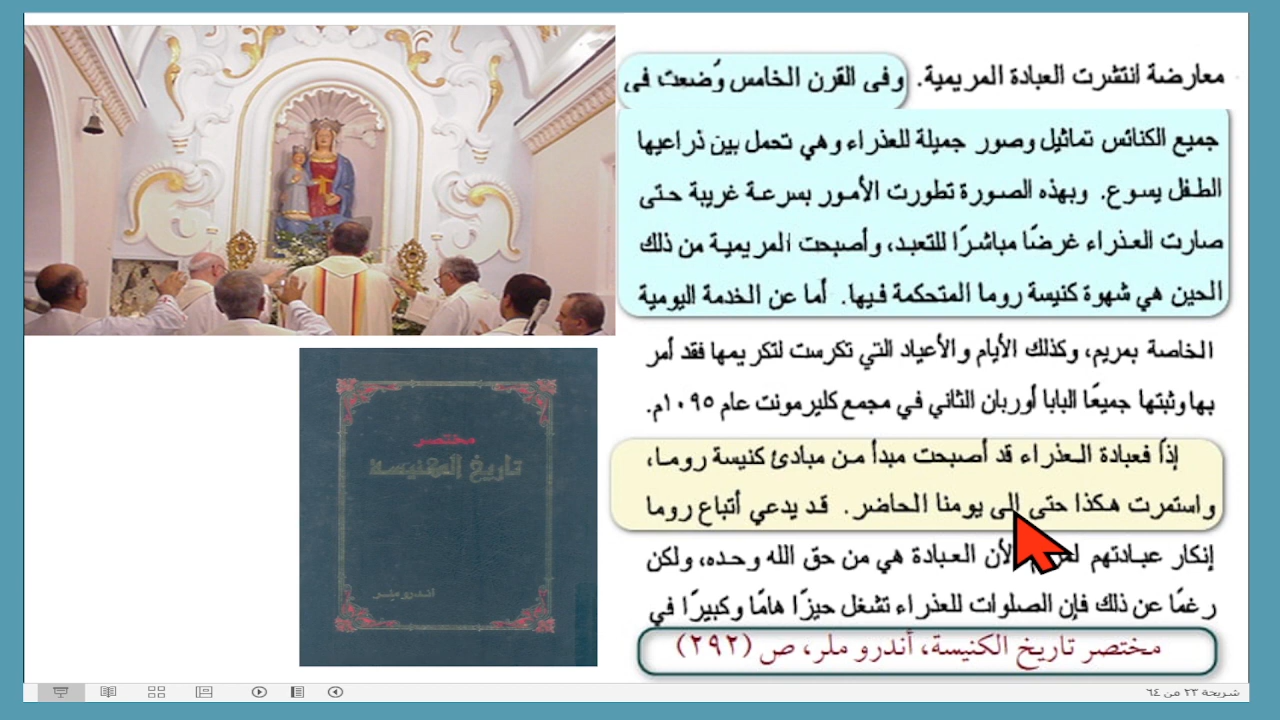 معارضة انتشرت العبادة المريمية. وفى القرن الخامس وُضعت فى
جميع الكنائس تماثيل وصور جميلة للعذراء وهي تحمل بين ذراعيها
الطفل يسوع. وبهذه الصورة تطورت الأمور بسرعة غريبة حتى
صارت العذراء غرضًا مباشرًا للتعبد، وأصبحت المريمية من ذلك
الحين هي شهوة كنيسة روما المتحكمة فيها. أما عن الخدمة اليومية
الخاصة بمريم، وكذلك الأيام والأعياد التي تكرست لتكريمها فقد أمر
بها وثبتها جميعًا البابا أوربان الثاني في مجمع كليرمونت عام ١٠٩٥م.
إذاً فعبادة العذراء قد أصبحت مبدأ من مبادئ كنيسة روما،
واستمرت هكذا حتى إلى يومنا الحاضر. قد يدعي أتباع روما
إنكار عبادتهم لأن العبادة هي من حق الله وحده، ولكن
رغمًا عن ذلك فإن الصلوات للعذراء تشغل حيزًا هامًا وكبيرًا في
مختصر تاريخ الكنيسة، أندرو ملر، ص (٢٩٢)
مختصر
تاريخ الكنيسة
اندرو ميلر
شريحة ٢٣ من ٦٤